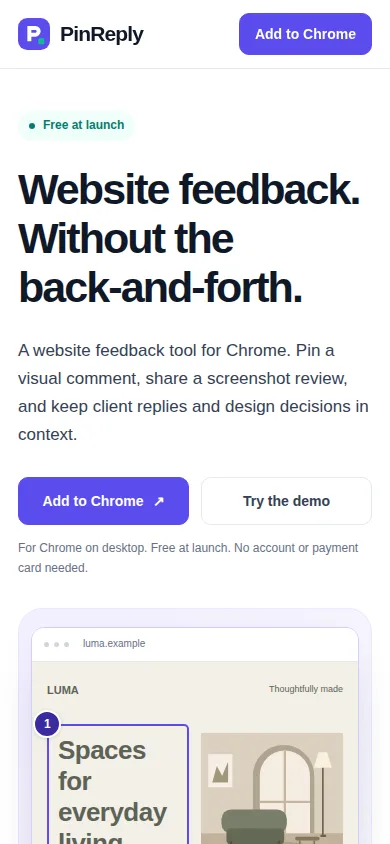 PinReply
Add to Chrome
Free at launch
Website feedback.
Without the
back-and-forth.
A website feedback tool for Chrome. Pin a
visual comment, share a screenshot review,
and keep client replies and design decisions in
context.
Add to Chrome ↗
Try the demo
For Chrome on desktop. Free at launch. No account or payment
card needed.
luma.example
LUMA
Thoughtfully made
1
Spaces
for
everyday
living